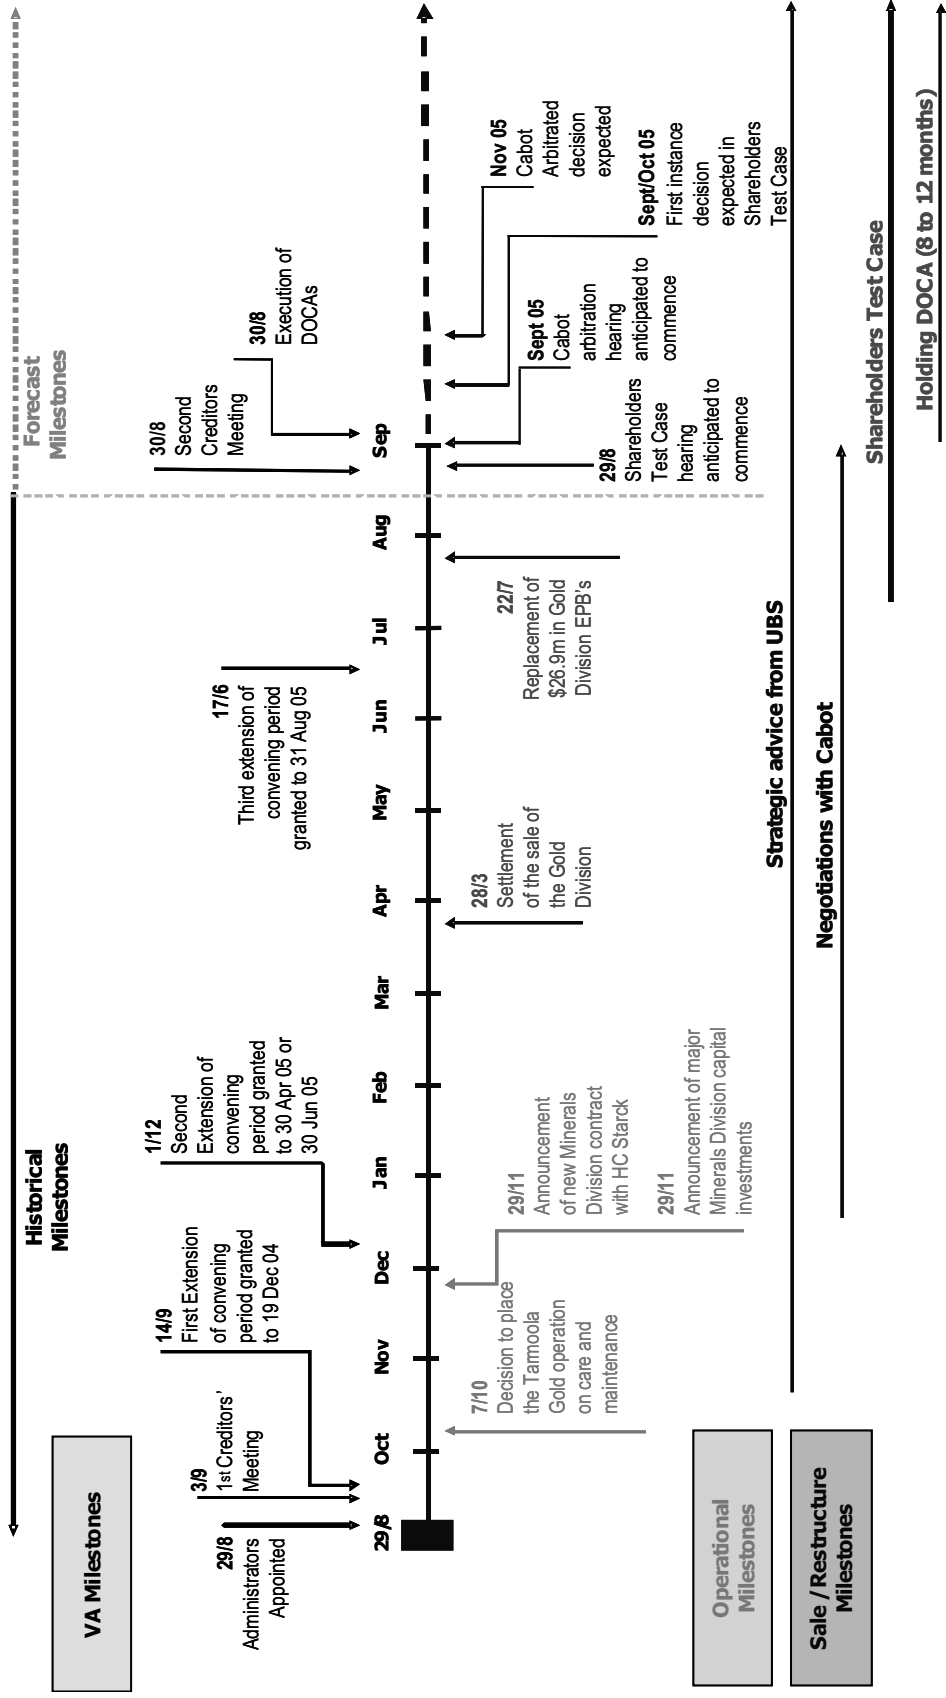 Historical
Milestones
Forecast
Milestones
VA Milestones
29/8
Administrators
Appointed
3/9
1st Creditors'
Meeting
14/9
First Extension
of convening
period granted
to 19 Dec 04
1/12
Second
Extension of
convening
period granted
to 30 Apr 05 or
30 Jun 05
17/6
Third extension of
convening period
granted to 31 Aug 05
30/8
Second
Creditors
Meeting
30/8
Execution of
DOCAs
29/8
Oct
Nov
Dec
Jan
Feb
Mar
Apr
May
Jun
Jul
Aug
Sep
7/10
Decision to place
the Tarmoola
Gold operation
on care and
maintenance
29/11
Announcement
of new Minerals
Division contract
with HC Starck
29/11
Announcement of major
Minerals Division capital
investments
28/3
Settlement
of the sale of
the Gold
Division
22/7
Replacement of
$26.9m in Gold
Division EPB's
29/8
Shareholders
Test Case
hearing
anticipated to
commence
Sept 05
Cabot
arbitration
hearing
anticipated to
commence
Sept/Oct 05
First instance
decision
expected in
Shareholders
Test Case
Nov 05
Cabot
Arbitrated
decision
expected
Operational
Milestones
Sale / Restructure
Milestones
Strategic advice from UBS
Negotiations with Cabot
Shareholders Test Case
Holding DOCA (8 to 12 months)